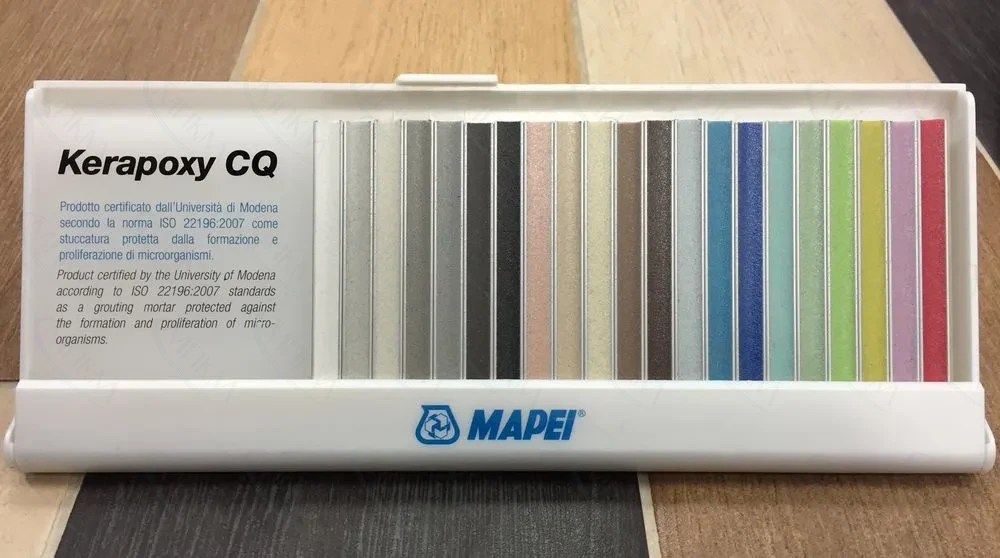 Kerapoxy CQ
Prodotto certificato dall'Università di Modena
secondo la norma ISO 22196:2007 come
stuccatura protetta dalla formazione e
proliferazione di microorganismi.
Product certified by the University of Modena
according to ISO 22196:2007 standards
as a grouting mortar protected against
the formation and proliferation of micro-
organisms.
MAPEI®